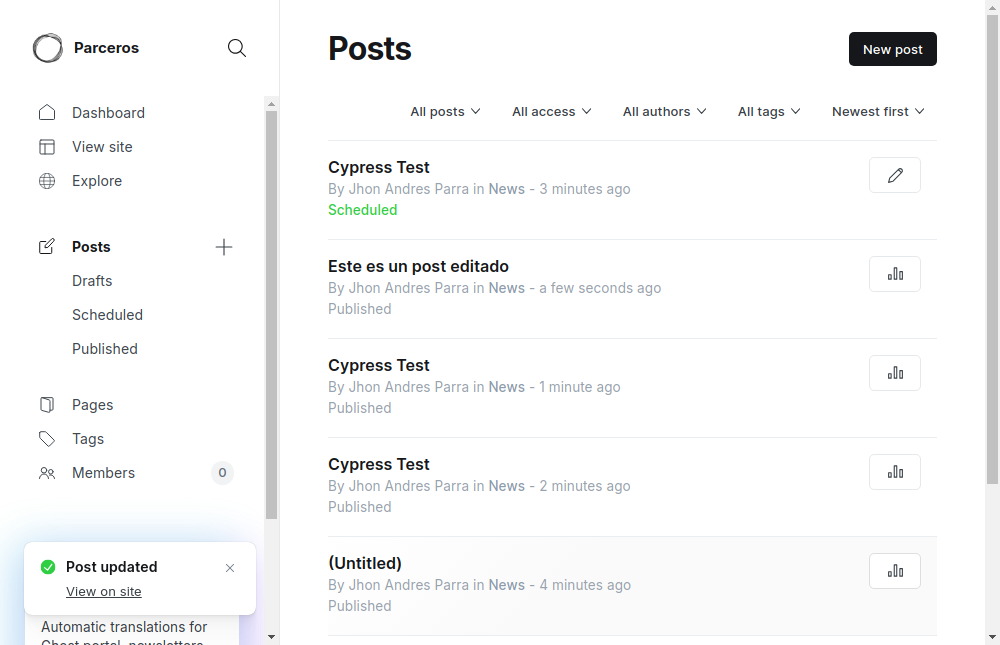 Parceros
Dashboard
View site
Explore
Posts
Drafts
Scheduled
Published
Pages
Tags
Members 0
Post updated
View on site
Automatic translations for
Ghost portal, newsletters
Posts
New post
All posts All access All authors All tags Newest first
Cypress Test
By Jhon Andres Parra in News - 3 minutes ago
Scheduled
Este es un post editado
By Jhon Andres Parra in News - a few seconds ago
Published
Cypress Test
By Jhon Andres Parra in News - 1 minute ago
Published
Cypress Test
By Jhon Andres Parra in News - 2 minutes ago
Published
(Untitled)
By Jhon Andres Parra in News - 4 minutes ago
Published